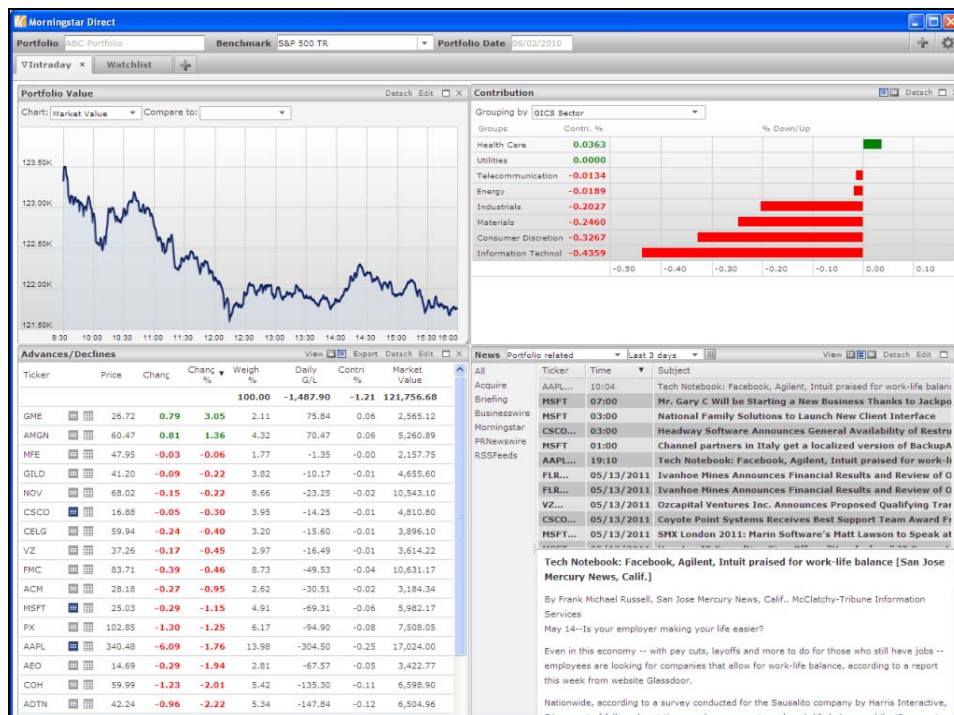 Morningstar Direct
Portfolio ABC Portfolio Benchmark S&P 500 TR Portfolio Date 06/02/2010
Intraday × Watchlist
Portfolio Value Detach Edit
Chart: Market Value Compare to:
123.50K
123.00K
122.50K
122.00K
121.50K
9:30 10:00 10:30 11:00 11:30 12:00 12:30 13:00 13:30 14:00 14:30 15:00 15:30 16:00
Contribution Detach
Grouping by GICS Sector
Groups Contri. % % Down/Up
Health Care 0.0363
Utilities 0.0000
Telecommunication -0.0134
Energy -0.0189
Industrials -0.2027
Materials -0.2460
Consumer Discretion -0.3267
Information Technol -0.4359
-0.50 -0.40 -0.30 -0.20 -0.10 0.00 0.10
Advances/Declines View Export Detach Edit
Ticker Price Chang Chang % Weigh % Daily G/L Contri % Market Value
100.00 -1,487.90 -1.21 121,756.68
GME 26.72 0.79 3.05 2.11 75.84 0.06 2,565.12
AMGN 60.47 0.81 1.36 4.32 70.47 0.06 5,260.89
MFE 47.95 -0.03 -0.06 1.77 -1.35 -0.00 2,157.75
GILD 41.20 -0.09 -0.22 3.82 -10.17 -0.01 4,655.60
NOV 68.02 -0.15 -0.22 8.66 -23.25 -0.02 10,543.10
CSCO 16.88 -0.05 -0.30 3.95 -14.25 -0.01 4,810.80
CELG 59.94 -0.24 -0.40 3.20 -15.60 -0.01 3,896.10
VZ 37.26 -0.17 -0.45 2.97 -16.49 -0.01 3,614.22
FMC 83.71 -0.39 -0.46 8.73 -49.53 -0.04 10,631.17
ACM 28.18 -0.27 -0.95 2.62 -30.51 -0.02 3,184.34
MSFT 25.03 -0.29 -1.15 4.91 -69.31 -0.06 5,982.17
PX 102.85 -1.30 -1.25 6.17 -94.90 -0.08 7,508.05
AAPL 340.48 -6.09 -1.76 13.98 -304.50 -0.25 17,024.00
AEO 14.69 -0.29 -1.94 2.81 -67.57 -0.05 3,422.77
COH 59.99 -1.23 -2.01 5.42 -135.30 -0.11 6,598.90
ADTN 42.24 -0.96 -2.22 5.34 -147.84 -0.12 6,504.96
News Portfolio related Last 3 days View Detach Edit
All
Acquire
Briefing
Businesswire
Morningstar
PRNewswire
RSSFeeds
Ticker Time Subject
AAPL... 10:04 Tech Notebook: Facebook, Agilent, Intuit praised for work-life balan
MSFT 07:00 Mr. Gary C Will be Starting a New Business Thanks to Jackpo
MSFT 03:00 National Family Solutions to Launch New Client Interface
CSCO... 03:00 Headway Software Announces General Availability of Restru
MSFT 01:00 Channel partners in Italy get a localized version of BackupA
AAPL... 19:10 Tech Notebook: Facebook, Agilent, Intuit praised for work-li
FLR... 05/13/2011 Ivanhoe Mines Announces Financial Results and Review of O
FLR... 05/13/2011 Ivanhoe Mines Announces Financial Results and Review of O
VZ... 05/13/2011 Ozcapital Ventures Inc. Announces Proposed Qualifying Tran
CSCO... 05/13/2011 Coyote Point Systems Receives Best Support Team Award Fr
MSFT... 05/13/2011 SMX London 2011: Marin Software's Matt Lawson to Speak at
Tech Notebook: Facebook, Agilent, Intuit praised for work-life balance [San Jose
Mercury News, Calif.]
By Frank Michael Russell, San Jose Mercury News, Calif.. McClatchy-Tribune Information
Services
May 14--Is your employer making your life easier?
Even in this economy -- with pay cuts, layoffs and more to do for those who still have jobs --
employees are looking for companies that allow for work-life balance, according to a report
this week from website Glassdoor.
Nationwide, according to a survey conducted for the Sausalito company by Harris Interactive,